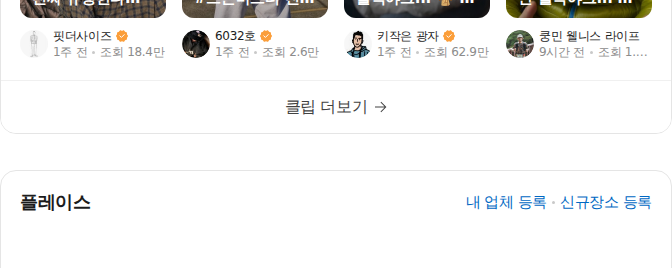 핏더사이즈
1주 전 · 조회 18.4만
6032호
1주 전 · 조회 2.6만
키작은 광자
1주 전 · 조회 62.9만
쿵민 웰니스 라이프
9시간 전 · 조회 1....
클립 더보기 →
플레이스
내 업체 등록 · 신규장소 등록